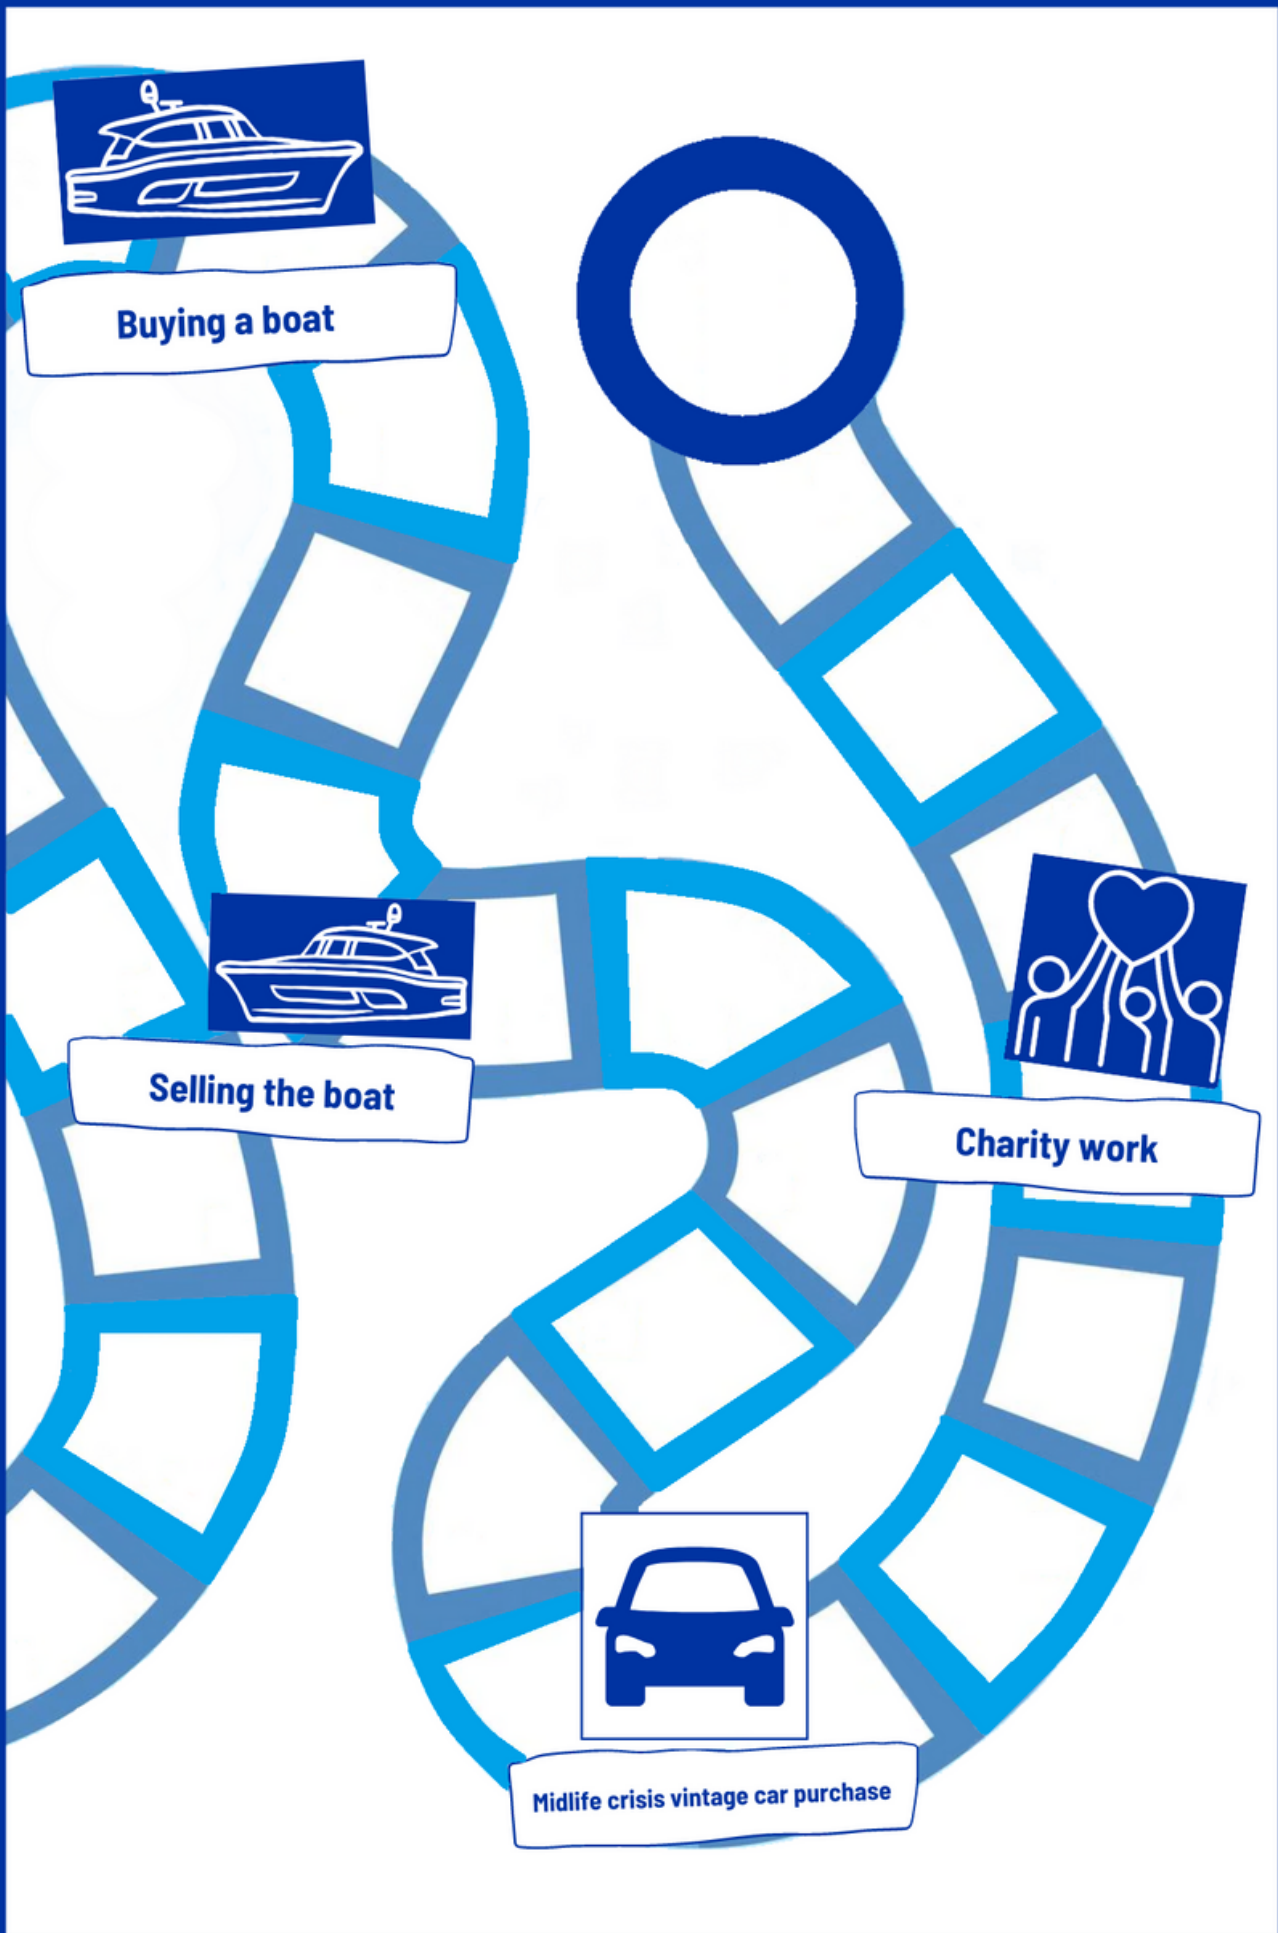 Buying a boat
Selling the boat
Charity work
Midlife crisis vintage car purchase